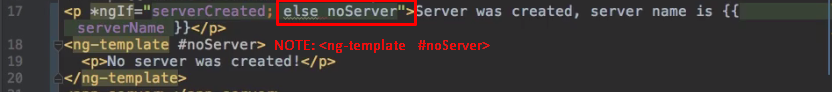 17 <p *ngIf="serverCreated; else noServer">Server was created, server name is {{
serverName }}</p>
18 <ng-template #noServer> NOTE: <ng-template #noServer>
19 <p>No server was created!</p>
20 </ng-template>